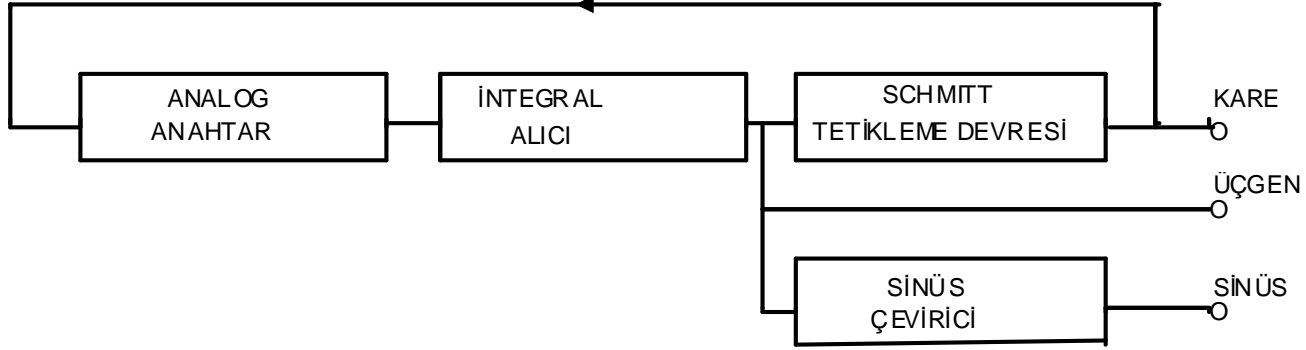 ANALOG
ANAHTAR
İNTEGRAL
ALICI
SCHMITT
TETİKLEME DEVRESİ
KARE
ÜÇGEN
SİNÜS
ÇEVİRİCİ
SİNÜS